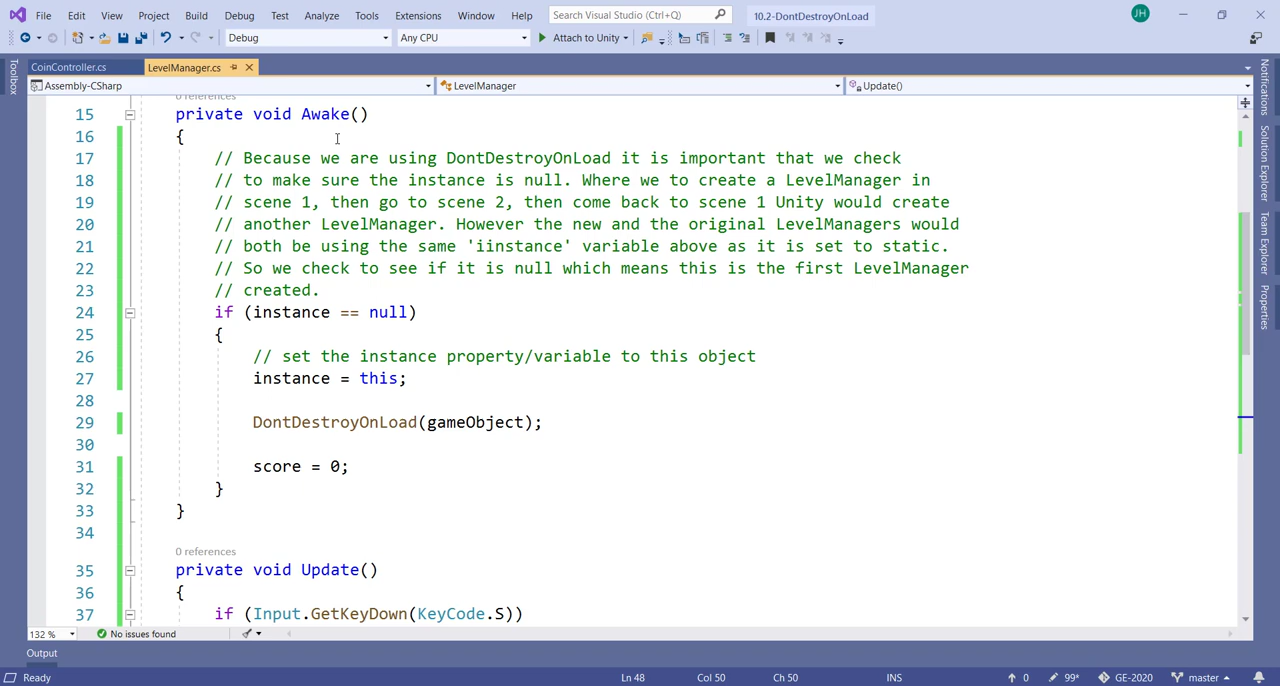 File Edit View Project Build Debug Test Analyze Tools Extensions Window Help Search Visual Studio (Ctrl+Q) 10.2-DontDestroyOnLoad JH
Debug Any CPU Attach to Unity
CoinController.cs LevelManager.cs
Assembly-CSharp LevelManager Update()
Toolbox
0 references
15 private void Awake()
16 {
17 // Because we are using DontDestroyOnLoad it is important that we check
18 // to make sure the instance is null. Where we to create a LevelManager in
19 // scene 1, then go to scene 2, then come back to scene 1 Unity would create
20 // another LevelManager. However the new and the original LevelManagers would
21 // both be using the same 'iinstance' variable above as it is set to static.
22 // So we check to see if it is null which means this is the first LevelManager
23 // created.
24 if (instance == null)
25 {
26 // set the instance property/variable to this object
27 instance = this;
28
29 DontDestroyOnLoad(gameObject);
30
31 score = 0;
32 }
33 }
34
0 references
35 private void Update()
36 {
37 if (Input.GetKeyDown(KeyCode.S))
Notifications
Solution Explorer
Team Explorer
Properties
132 % No issues found
Output
Ready Ln 48 Col 50 Ch 50 INS 0 99* GE-2020 master